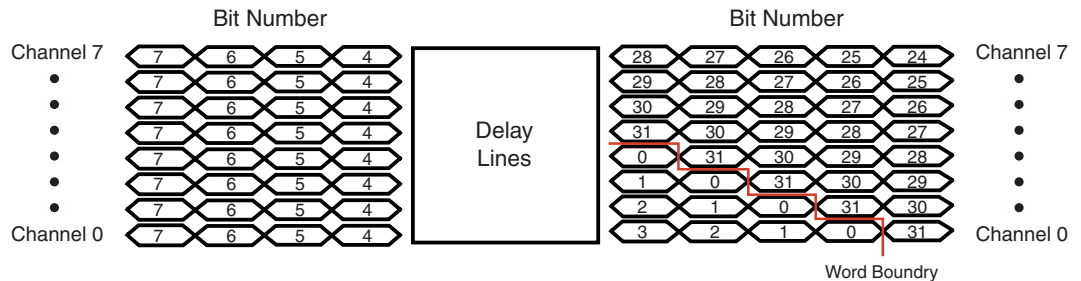 Bit Number Bit Number
Channel 7 7 6 5 4 28 27 26 25 24 Channel 7
7 6 5 4 29 28 27 26 25
7 6 5 4 30 29 28 27 26
7 6 5 4 31 30 29 28 27
Delay
Lines
7 6 5 4 0 31 30 29 28
7 6 5 4 1 0 31 30 29
7 6 5 4 2 1 0 31 30
Channel 0 7 6 5 4 3 2 1 0 31 Channel 0
Word Boundry